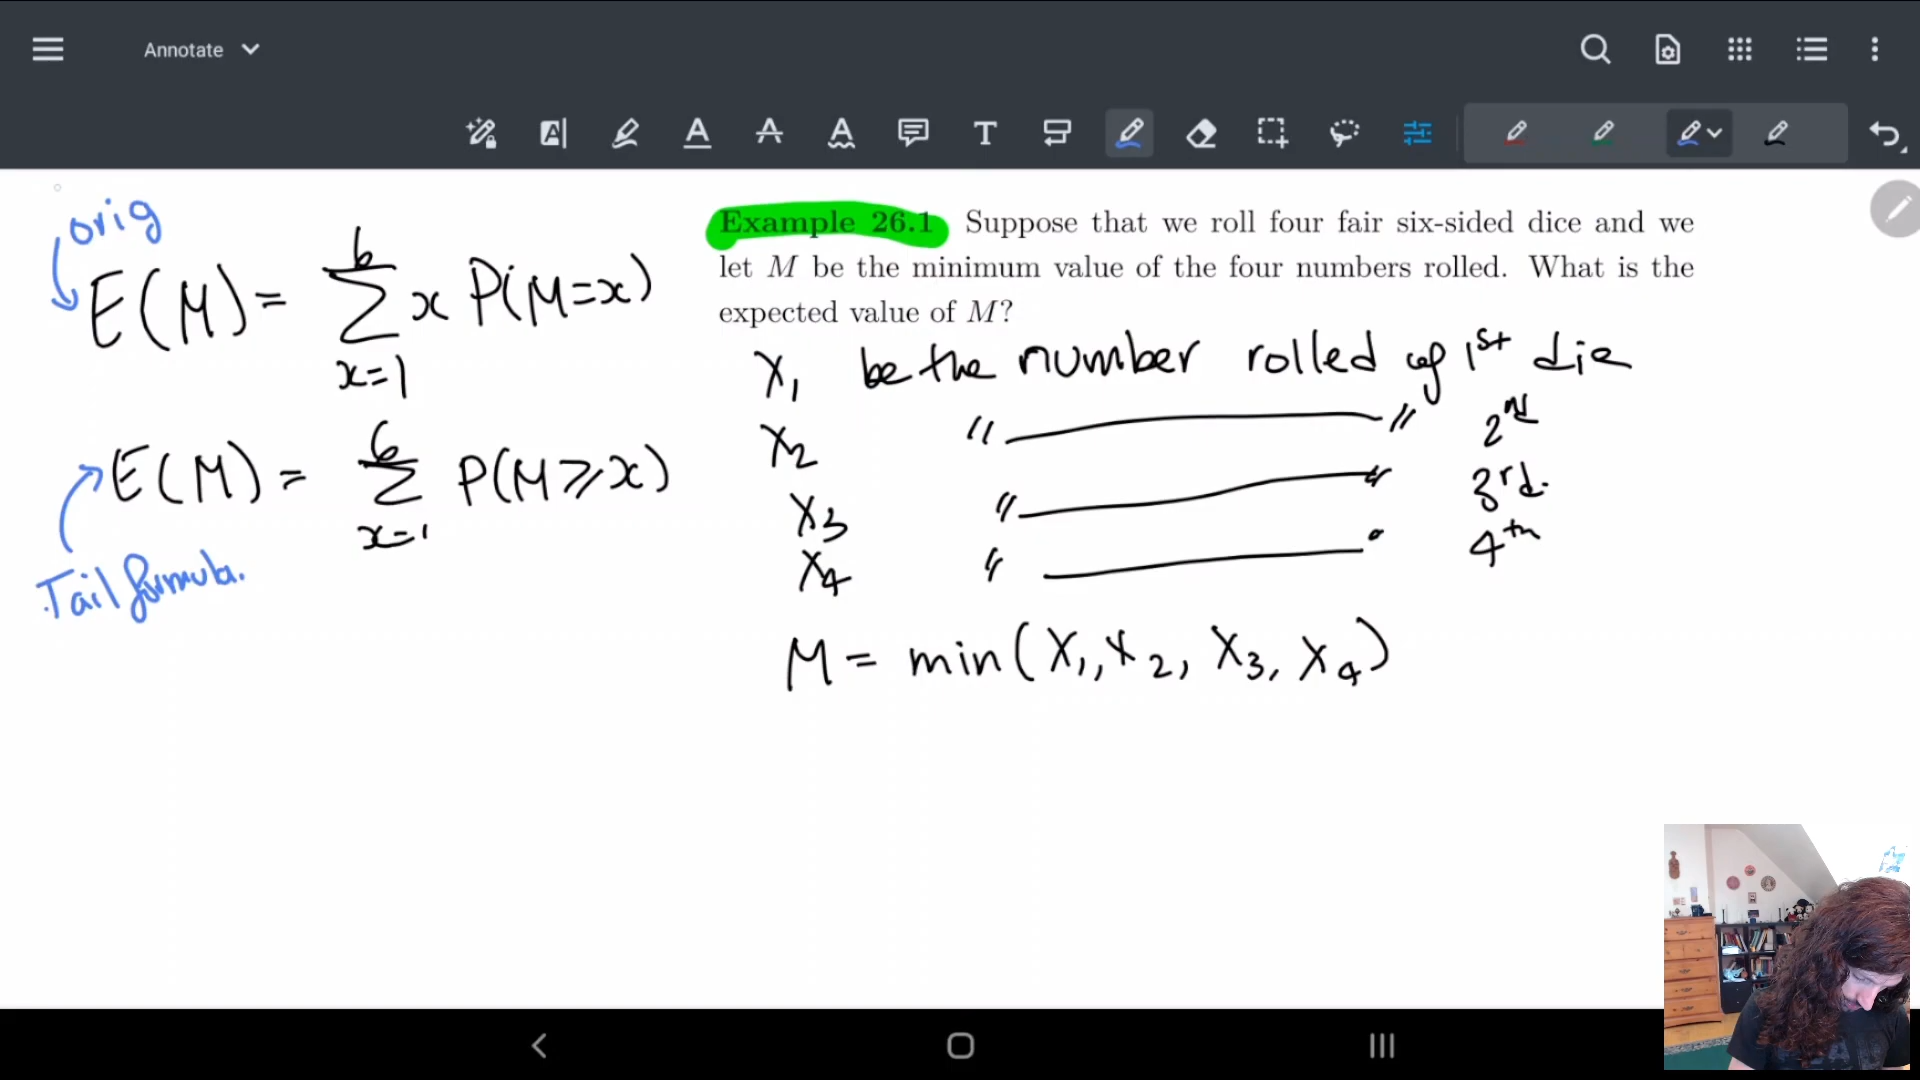 Annotate
orig
E(M) = 6 Σ x=1 x P(M=x)
E(M) = 6 Σ x=1 P(M⩾x)
Tail formula.
Example 26.1 Suppose that we roll four fair six-sided dice and we
let M be the minimum value of the four numbers rolled. What is the
expected value of M?
X₁ be the number rolled of 1st die
X₂ " ——— " 2nd
X₃ " ——— " 3rd.
X₄ " ——— " 4th
M = min(X₁, X₂, X₃, X₄)